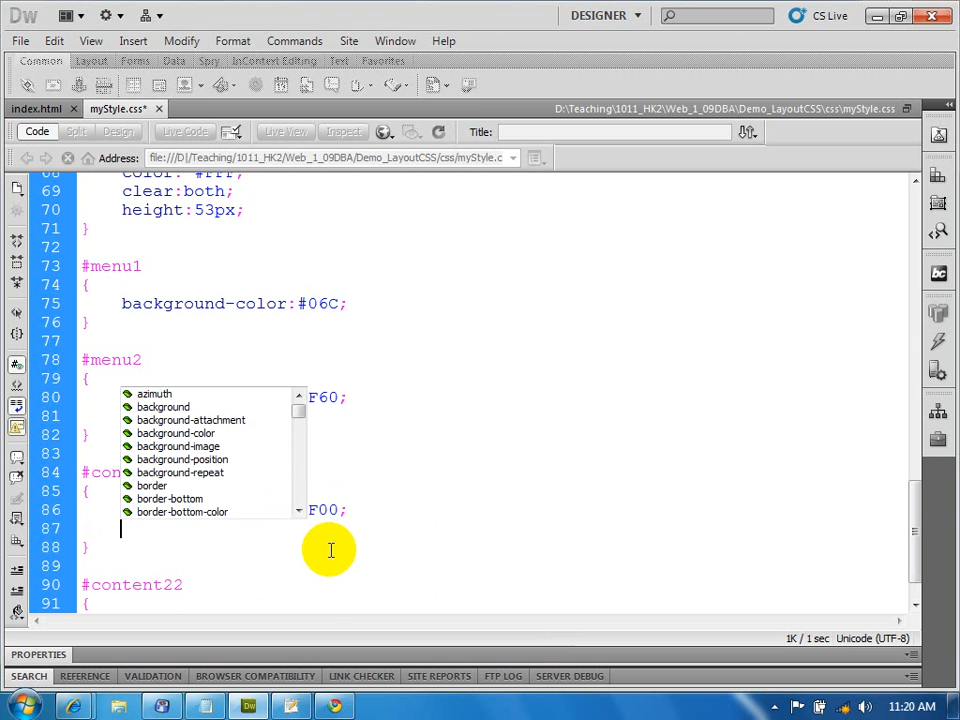 Dw
DESIGNER
CS Live
File Edit View Insert Modify Format Commands Site Window Help
Common Layout Forms Data Spry InContext Editing Text Favorites
index.html myStyle.css* D:\Teaching\1011_HK2\Web_1_09DBA\Demo_LayoutCSS\css\myStyle.css
Code Split Design Live Code Live View Inspect Title:
Address: file:///D|/Teaching/1011_HK2/Web_1_09DBA/Demo_LayoutCSS/css/myStyle.c
68 color: #fff;
69 clear:both;
70 height:53px;
71 }
72
73 #menu1
74 {
75 background-color:#06C;
76 }
77
78 #menu2
79 {
azimuth
80 background F60;
81 background-attachment
82 } background-color
83 background-image
background-position
84 #con background-repeat
85 { border
border-bottom
86 border-bottom-color F00;
87
88 }
89
90 #content22
91 {
1K / 1 sec Unicode (UTF-8)
PROPERTIES
SEARCH REFERENCE VALIDATION BROWSER COMPATIBILITY LINK CHECKER SITE REPORTS FTP LOG SERVER DEBUG
Dw 11:20 AM